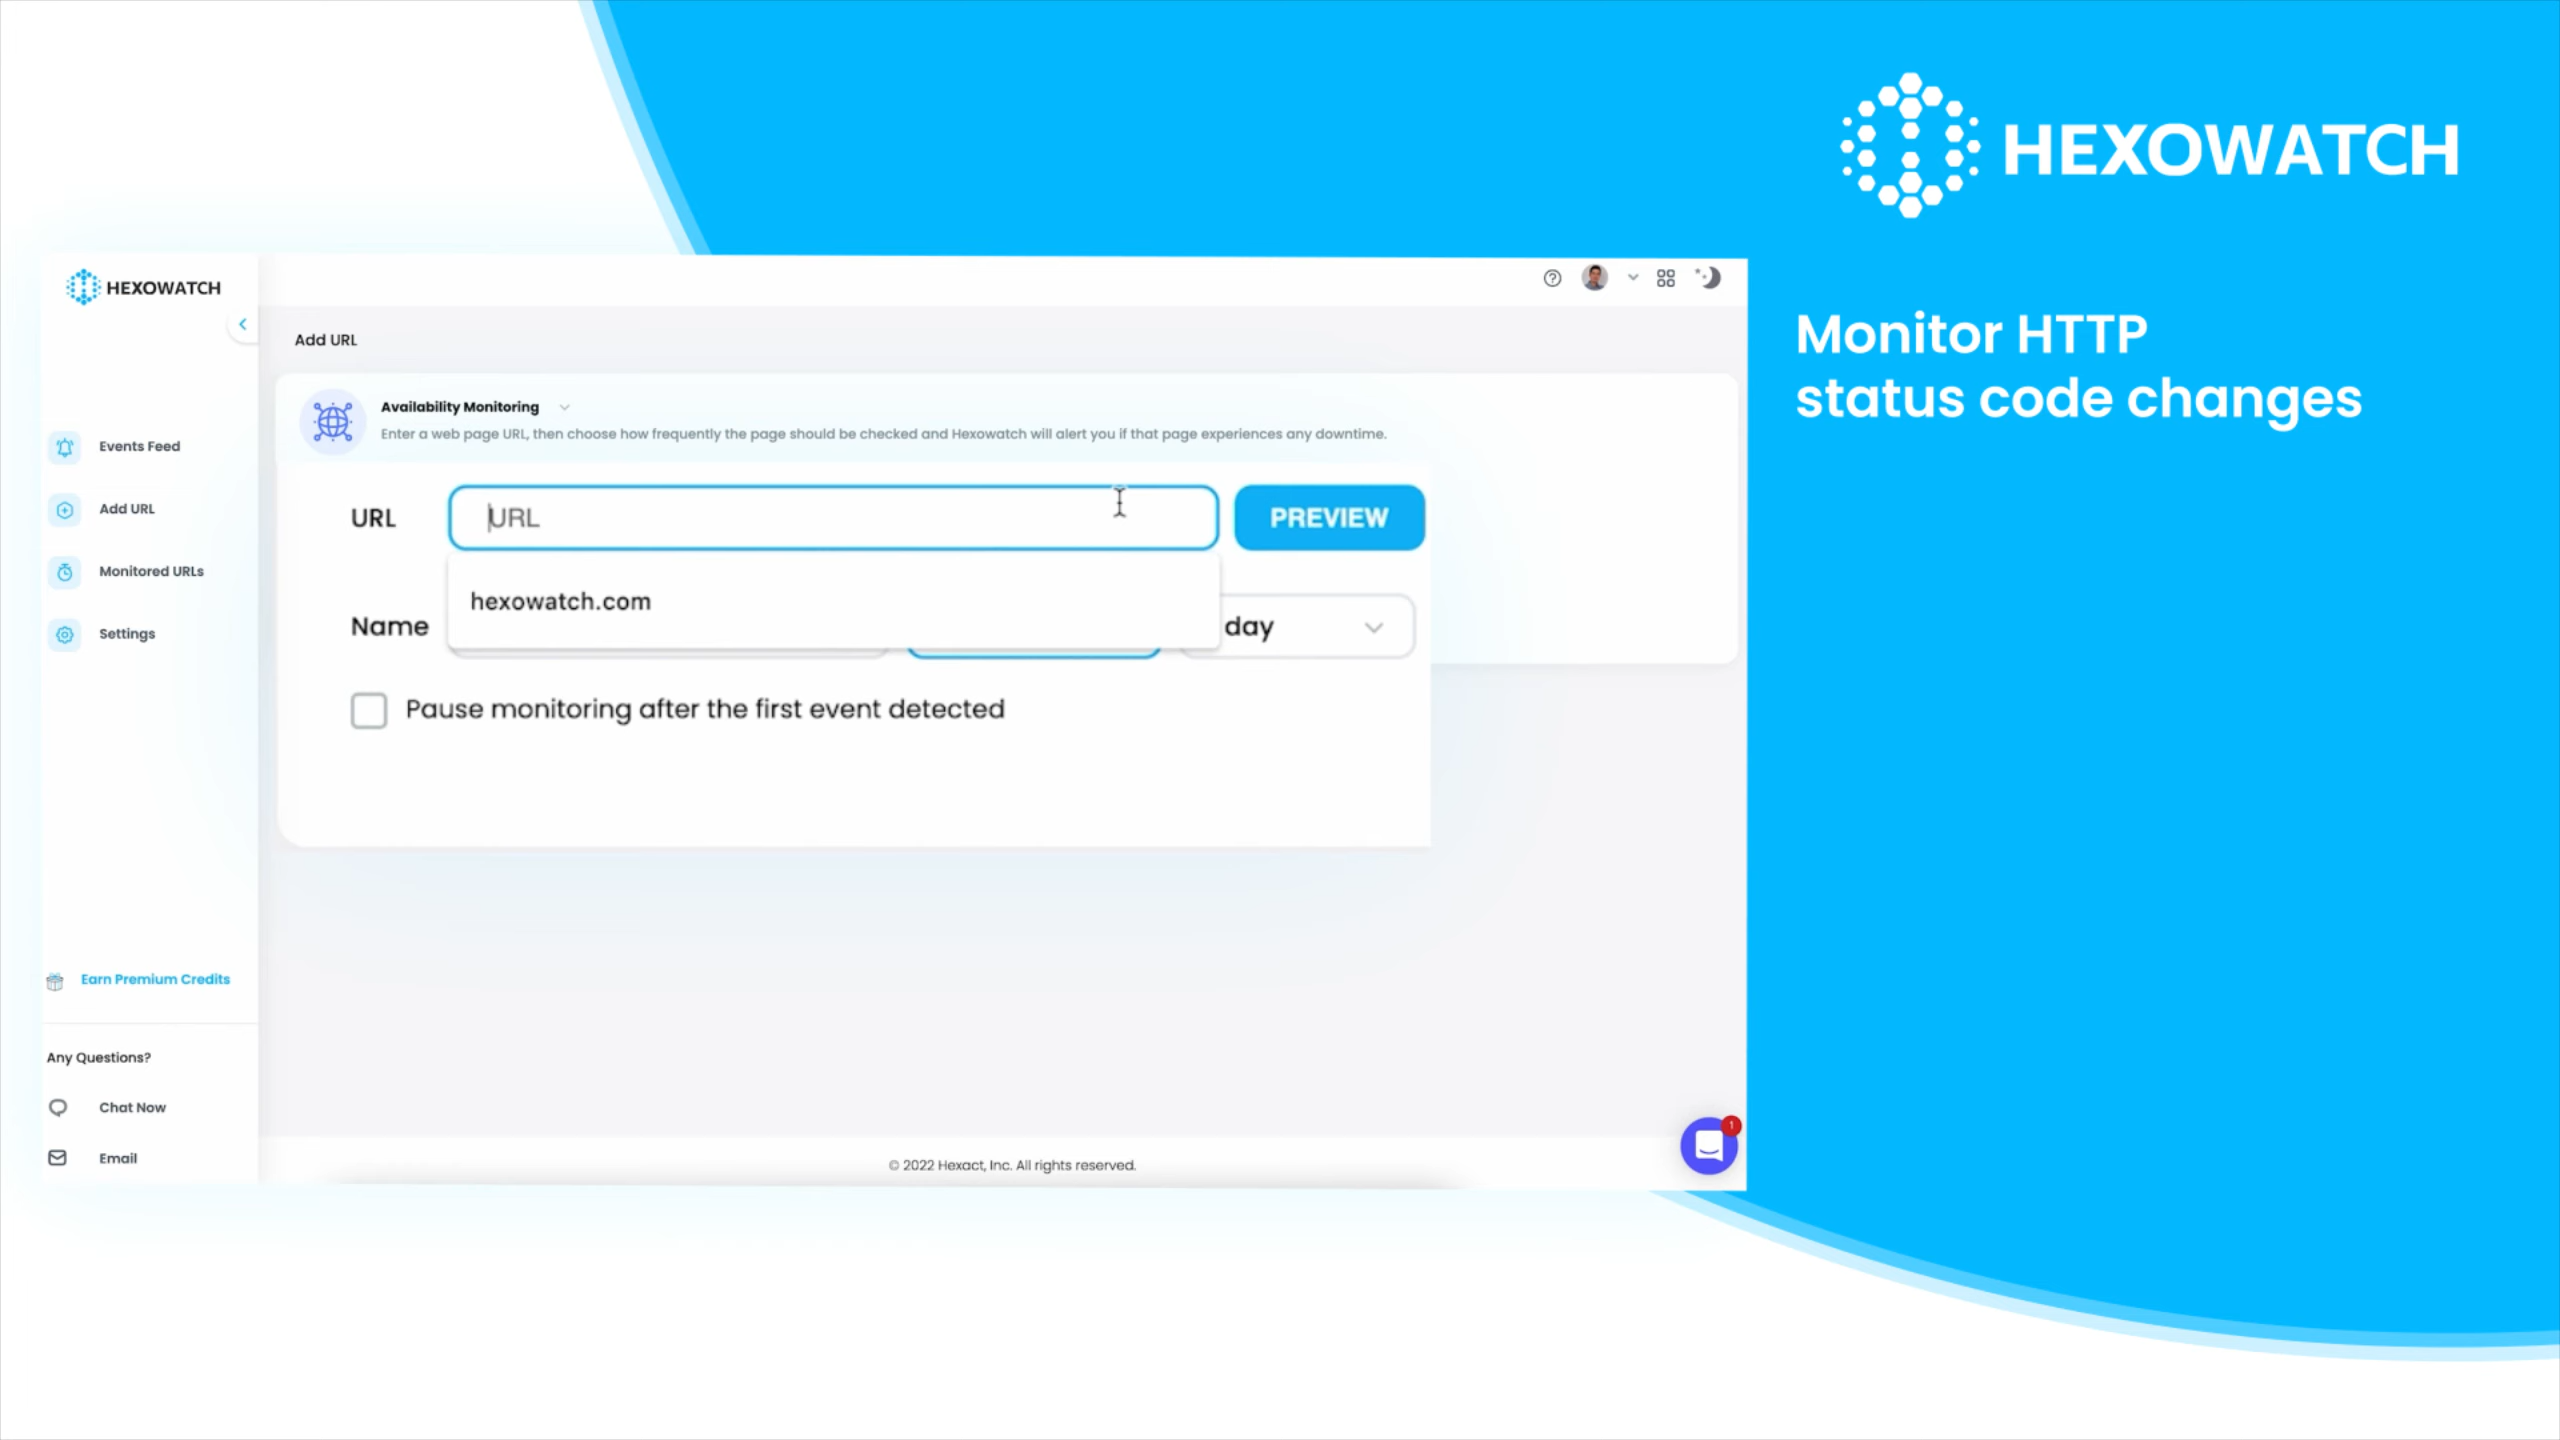 HEXOWATCH
Monitor HTTP
status code changes
HEXOWATCH
Add URL
Availability Monitoring
Enter a web page URL, then choose how frequently the page should be checked and Hexowatch will alert you if that page experiences any downtime.
Events Feed
Add URL
Monitored URLs
Settings
URL
URL
PREVIEW
hexowatch.com
Name
day
Pause monitoring after the first event detected
Earn Premium Credits
Any Questions?
Chat Now
Email
1
© 2022 Hexact, Inc. All rights reserved.